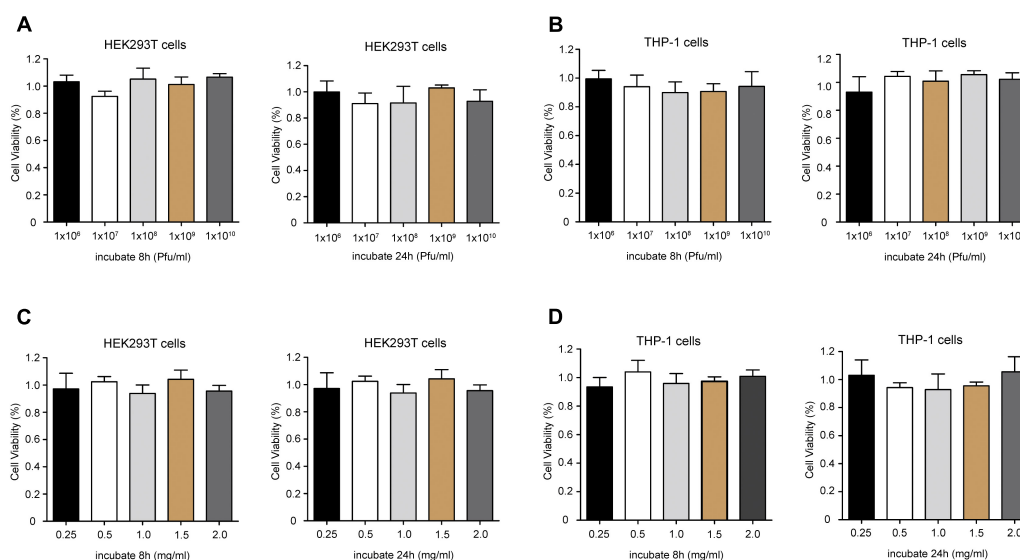 A
HEK293T cells
Cell Viability (%)
1.2
1.0
0.8
0.6
0.4
0.2
0
1x10⁶ 1x10⁷ 1x10⁸ 1x10⁹ 1x10¹⁰
incubate 8h (Pfu/ml)
HEK293T cells
Cell Viability (%)
1.2
1.0
0.8
0.6
0.4
0.2
0
1x10⁶ 1x10⁷ 1x10⁸ 1x10⁹ 1x10¹⁰
incubate 24h (Pfu/ml)
B
THP-1 cells
Cell Viability (%)
1.2
1.0
0.8
0.6
0.4
0.2
0
1x10⁶ 1x10⁷ 1x10⁸ 1x10⁹ 1x10¹⁰
incubate 8h (Pfu/ml)
THP-1 cells
Cell Viability (%)
1.2
1.0
0.8
0.6
0.4
0.2
0
1x10⁶ 1x10⁷ 1x10⁸ 1x10⁹
incubate 24h (Pfu/ml)
C
HEK293T cells
Cell Viability (%)
1.2
1.0
0.8
0.6
0.4
0.2
0
0.25 0.5 1.0 1.5 2.0
incubate 8h (mg/ml)
HEK293T cells
Cell Viability (%)
1.2
1.0
0.8
0.6
0.4
0.2
0
0.25 0.5 1.0 1.5 2.0
incubate 24h (mg/ml)
D
THP-1 cells
Cell Viability (%)
1.2
1.0
0.8
0.6
0.4
0.2
0
0.25 0.5 1.0 1.5 2.0
incubate 8h (mg/ml)
THP-1 cells
Cell Viability (%)
1.2
1.0
0.8
0.6
0.4
0.2
0
0.25 0.5 1.0 1.5 2.0
incubate 24h (mg/ml)